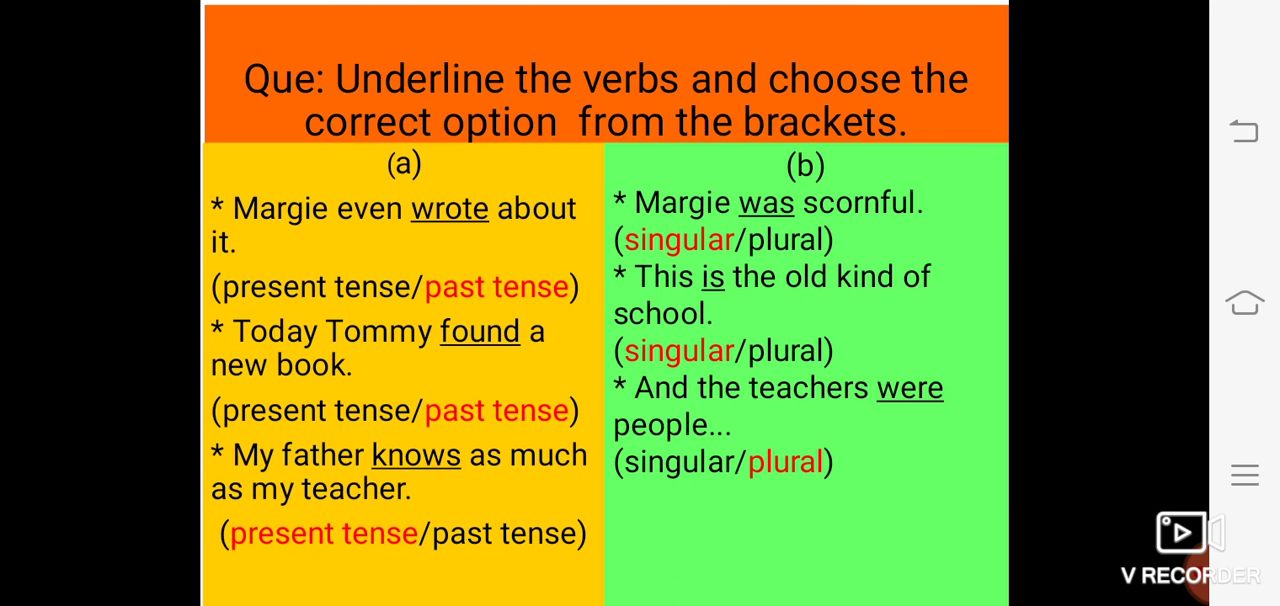 Que: Underline the verbs and choose the
correct option from the brackets.
(a)
* Margie even wrote about
it.
(present tense/past tense)
* Today Tommy found a
new book.
(present tense/past tense)
* My father knows as much
as my teacher.
(present tense/past tense)
(b)
* Margie was scornful.
(singular/plural)
* This is the old kind of
school.
(singular/plural)
* And the teachers were
people...
(singular/plural)
V RECORDER